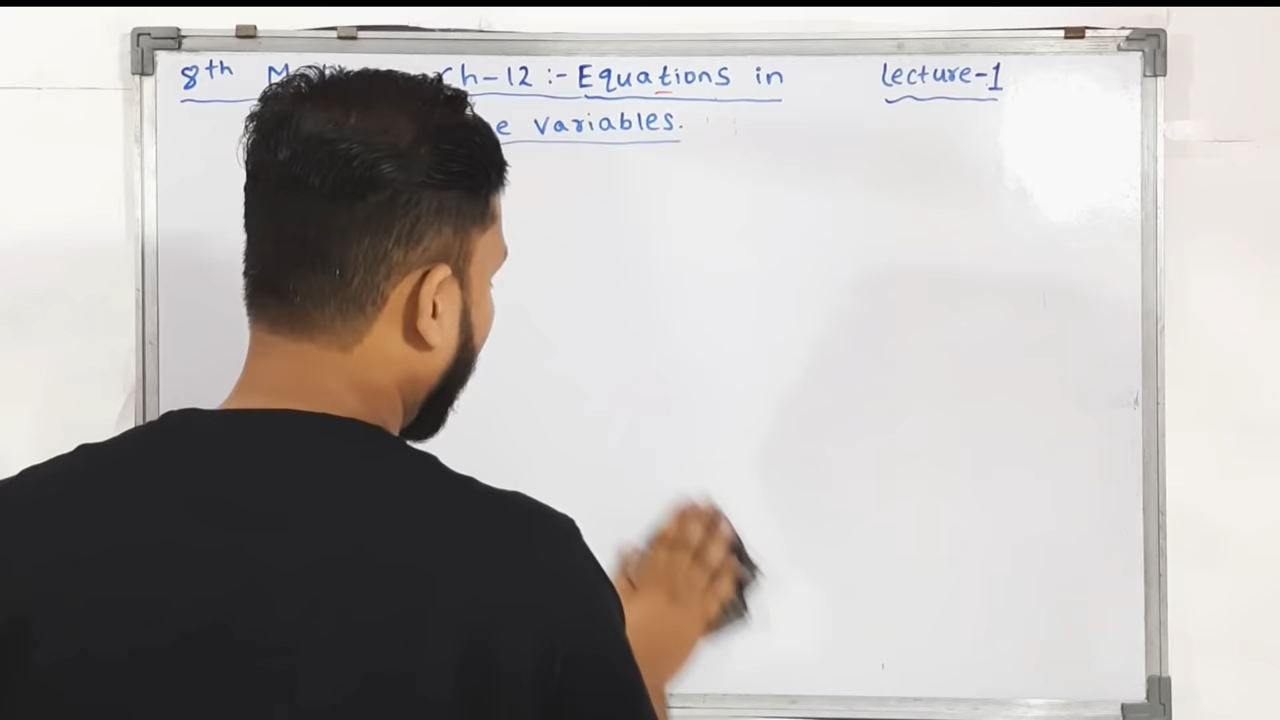 8th Ch-12 :- Equations in lecture-1
variables.